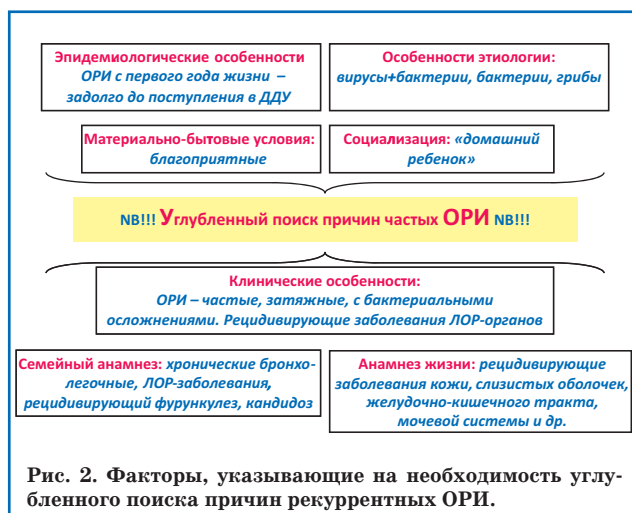 Эпидемиологические особенности
ОРИ с первого года жизни –
задолго до поступления в ДДУ
Особенности этиологии:
вирусы+бактерии, бактерии, грибы
Материально-бытовые условия:
благоприятные
Социализация: «домашний
ребенок»
NB!!! Углубленный поиск причин частых ОРИ NB!!!
Клинические особенности:
ОРИ – частые, затяжные, с бактериальными
осложнениями. Рецидивирующие заболевания ЛОР-органов
Семейный анамнез: хронические бронхо-
легочные, ЛОР-заболевания,
рецидивирующий фурункулез, кандидоз
Анамнез жизни: рецидивирующие
заболевания кожи, слизистых оболочек,
желудочно-кишечного тракта,
мочевой системы и др.
Рис. 2. Факторы, указывающие на необходимость углу-
бленного поиска причин рекуррентных ОРИ.